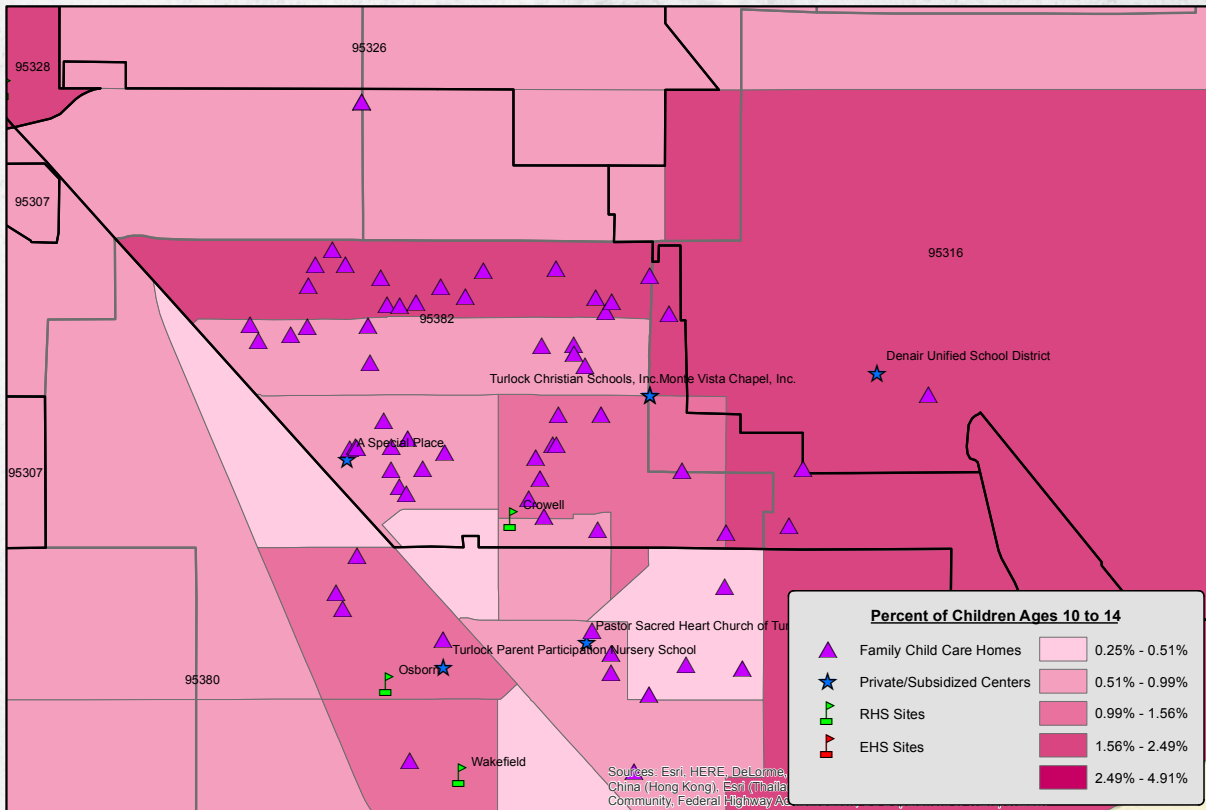 95326
95328
95307
95316
95382
Denair Unified School District
Turlock Christian Schools, Inc.Monte Vista Chapel, Inc.
A Special Place
95307
Crowell
Pastor Sacred Heart Church of Tur
Turlock Parent Participation Nursery School
Osborn
95380
Wakefield
Percent of Children Ages 10 to 14
Family Child Care Homes
0.25% - 0.51%
Private/Subsidized Centers
0.51% - 0.99%
RHS Sites
0.99% - 1.56%
EHS Sites
1.56% - 2.49%
2.49% - 4.91%
Sources: Esri, HERE, DeLorme,
China (Hong Kong), Esri (Thaila
Community, Federal Highway Ad